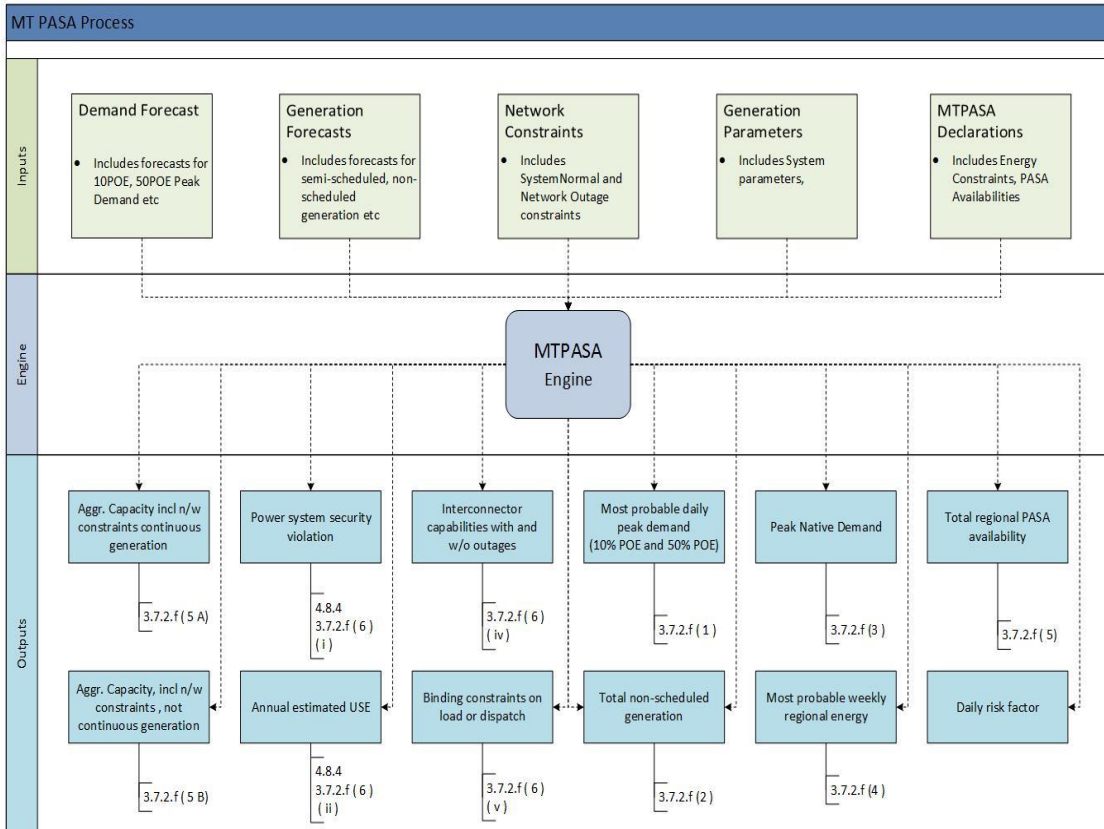 MT PASA Process
Inputs
Demand Forecast
• Includes forecasts for
10POE, 50POE Peak
Demand etc
Generation
Forecasts
• Includes forecasts for
semi-scheduled, non-
scheduled
generation etc
Network
Constraints
• Includes
SystemNormal and
Network Outage
constraints
Generation
Parameters
• Includes System
parameters,
MTPASA
Declarations
• Includes Energy
Constraints, PASA
Availabilities
Engine
MTPASA
Engine
Outputs
Aggr. Capacity incl n/w
constraints continuous
generation
3.7.2.f ( 5 A)
Power system security
violation
4.8.4
3.7.2.f ( 6 )
( i )
Interconnector
capabilities with and
w/o outages
3.7.2.f ( 6 )
( iv )
Most probable daily
peak demand
(10% POE and 50% POE)
3.7.2.f ( 1 )
Peak Native Demand
3.7.2.f (3 )
Total regional PASA
availability
3.7.2.f( 5)
Aggr. Capacity, incl n/w
constraints , not
continuous generation
3.7.2.f ( 5 B)
Annual estimated USE
4.8.4
3.7.2.f ( 6 )
( ii )
Binding constraints on
load or dispatch
3.7.2.f ( 6 )
( v )
Total non-scheduled
generation
3.7.2.f (2 )
Most probable weekly
regional energy
3.7.2.f (4 )
Daily risk factor